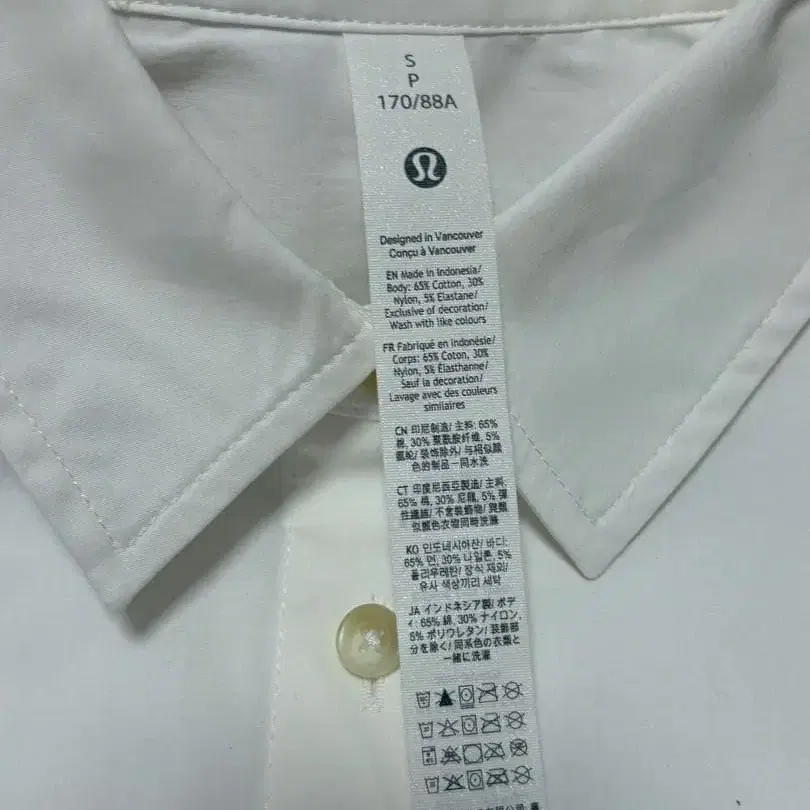 S
P
170/88A
Designed in Vancouver
Conçu à Vancouver
EN Made in Indonesia/
Body: 65% Cotton, 30%
Nylon, 5% Elastane/
Exclusive of decoration/
Wash with like colours
FR Fabriqué en Indonésie/
Corps: 65% Coton, 30%
Nylon, 5% Élasthanne/
Sauf la décoration/
Lavage avec des couleurs
similaires
CN 印尼制造/ 主料: 65%
棉, 30% 聚酰胺纤维, 5%
氨纶/ 装饰除外/ 与相似颜
色的制品一同水洗
CT 印度尼西亞製造/ 主料:
65% 棉, 30% 尼龍, 5% 彈
性纖維/ 不含裝飾物/ 與類
似顏色衣物同時洗滌
KO 인도네시아산/ 바디:
65% 면, 30% 나일론, 5%
폴리우레탄/ 장식 제외/
유사 색상끼리 세탁
JA インドネシア製/ ボデ
ィ: 65% 綿, 30% ナイロン,
5% ポリウレタン/ 装飾部
分を除く/ 同系色の衣類と
一緒に洗濯